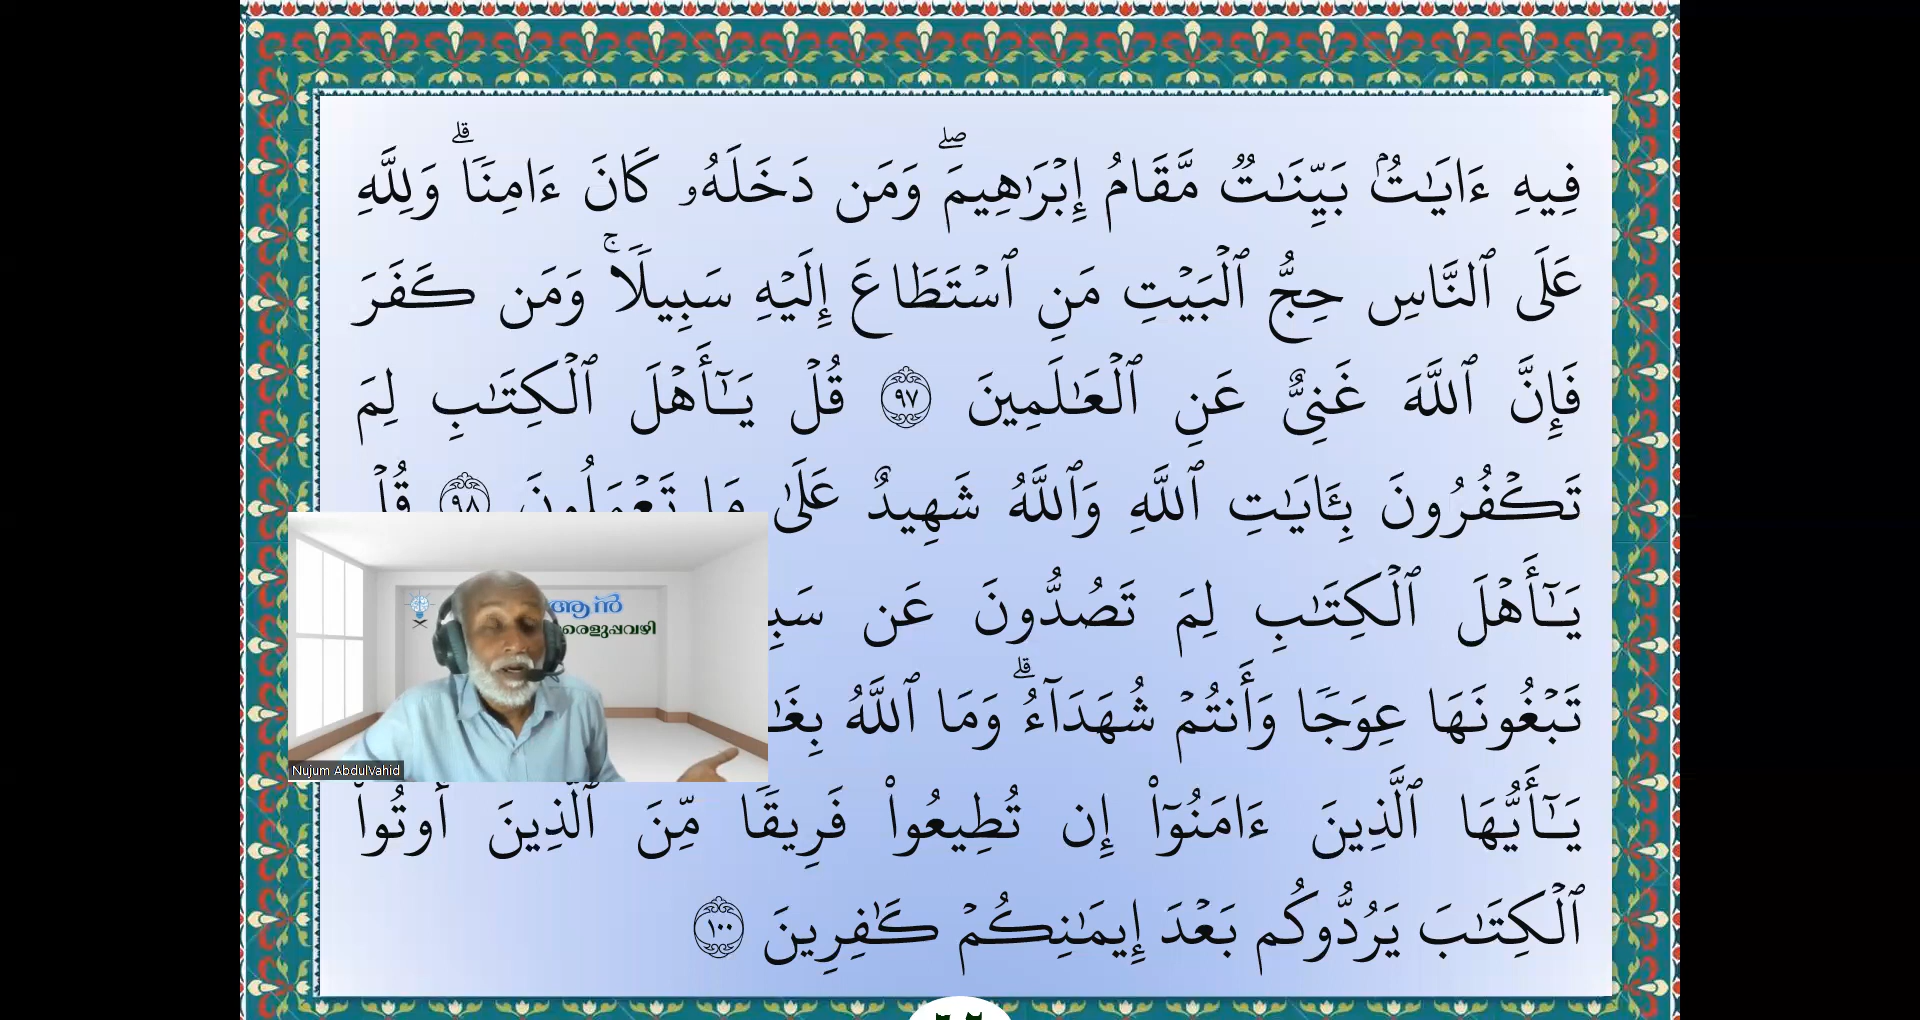 فِيهِ ءَايَٰتٌۢ بَيِّنَٰتٌ مَّقَامُ إِبْرَٰهِيمَ ۖ وَمَن دَخَلَهُۥ كَانَ ءَامِنًا ۗ وَلِلَّهِ
عَلَى ٱلنَّاسِ حِجُّ ٱلْبَيْتِ مَنِ ٱسْتَطَاعَ إِلَيْهِ سَبِيلًا ۚ وَمَن كَفَرَ
فَإِنَّ ٱللَّهَ غَنِىٌّ عَنِ ٱلْعَٰلَمِينَ ٩٧ قُلْ يَٰٓأَهْلَ ٱلْكِتَٰبِ لِمَ
تَكْفُرُونَ بِـَٔايَٰتِ ٱللَّهِ وَٱللَّهُ شَهِيدٌ عَلَىٰ مَا تَعْمَلُونَ ٩٨ قُلْ
يَٰٓأَهْلَ ٱلْكِتَٰبِ لِمَ تَصُدُّونَ عَن
تَبْغُونَهَا عِوَجًا وَأَنتُمْ شُهَدَآءُ ۗ وَمَا ٱللَّهُ
يَٰٓأَيُّهَا ٱلَّذِينَ ءَامَنُوٓا۟ إِن تُطِيعُوا۟ فَرِيقًا مِّنَ ٱلَّذِينَ أُوتُوا۟
ٱلْكِتَٰبَ يَرُدُّوكُم بَعْدَ إِيمَٰنِكُمْ كَٰفِرِينَ ١٠٠
Nujum AbdulVahid